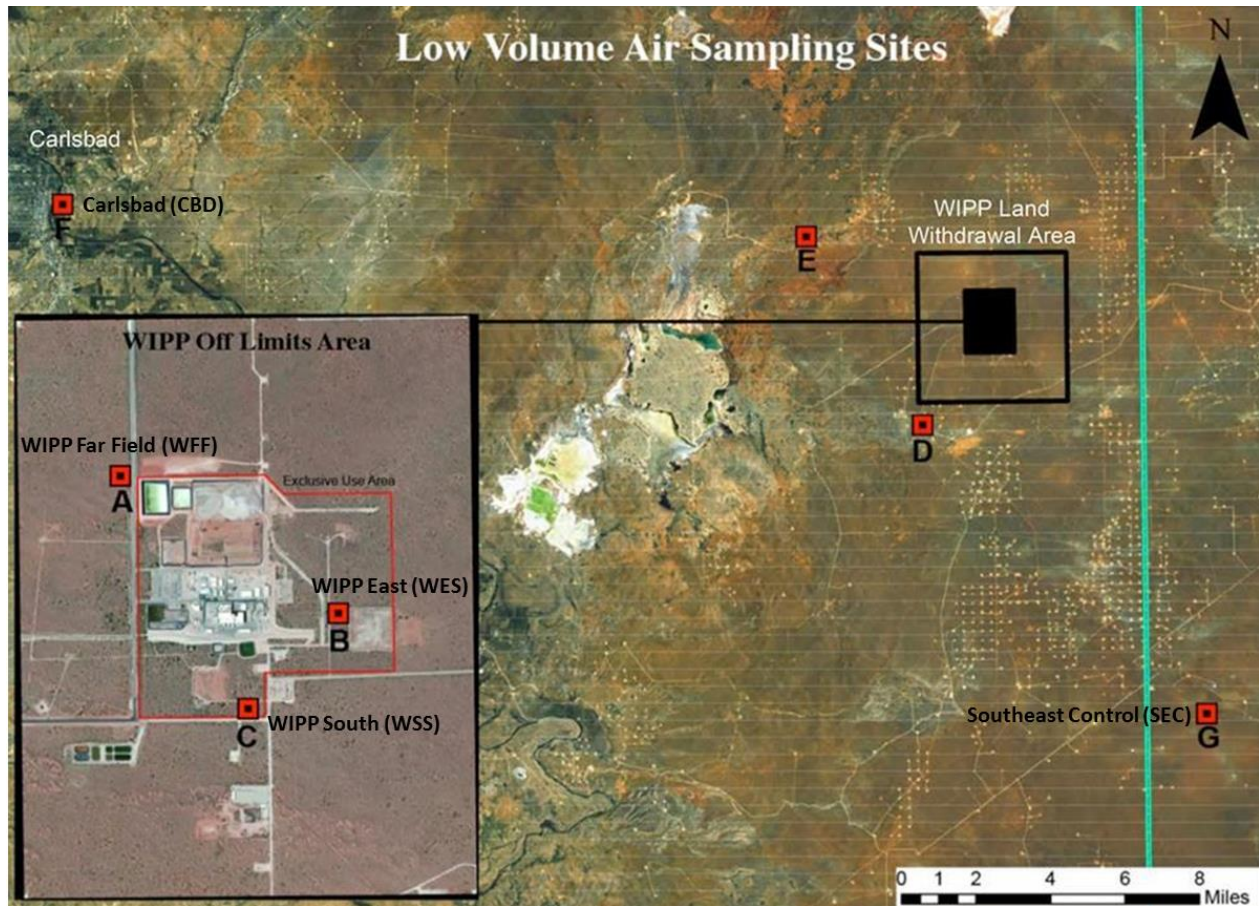 Low Volume Air Sampling Sites
N
Carlsbad
Carlsbad (CBD)
F
WIPP Land
Withdrawal Area
E
WIPP Off Limits Area
D
WIPP Far Field (WFF)
A
Exclusive Use Area
WIPP East (WES)
B
WIPP South (WSS)
C
Southeast Control (SEC)
G
0 1 2 4 6 8
Miles